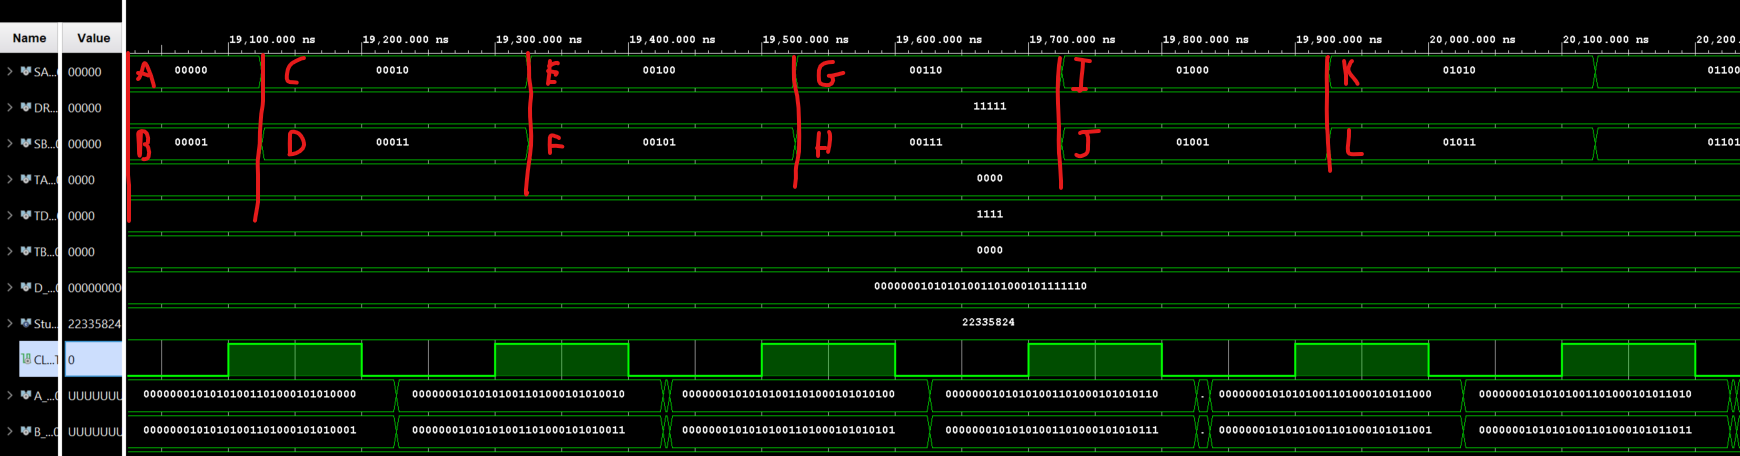 Name Value 19,100.000 ns 19,200.000 ns 19,300.000 ns 19,400.000 ns 19,500.000 ns 19,600.000 ns 19,700.000 ns 19,800.000 ns 19,900.000 ns 20,000.000 ns 20,100.000 ns 20,200.
SA... 00000 A 00000 C 00010 E 00100 G 00110 I 01000 K 01010 01100
DR... 00000 11111
SB... 00000 B 00001 D 00011 F 00101 H 00111 J 01001 L 01011 01101
TA... 0000 0000
TD... 0000 1111
TB... 0000 0000
D_... 00000000 00000001010101001101000101111110
Stu... 22335824 22335824
CL... 0
A_... UUUUUUU 00000001010101001101000101010000 00000001010101001101000101010010 00000001010101001101000101010100 00000001010101001101000101010110 00000001010101001101000101011000 00000001010101001101000101011010
B_... UUUUUUU 00000001010101001101000101010001 00000001010101001101000101010011 00000001010101001101000101010101 00000001010101001101000101010111 00000001010101001101000101011001 00000001010101001101000101011011